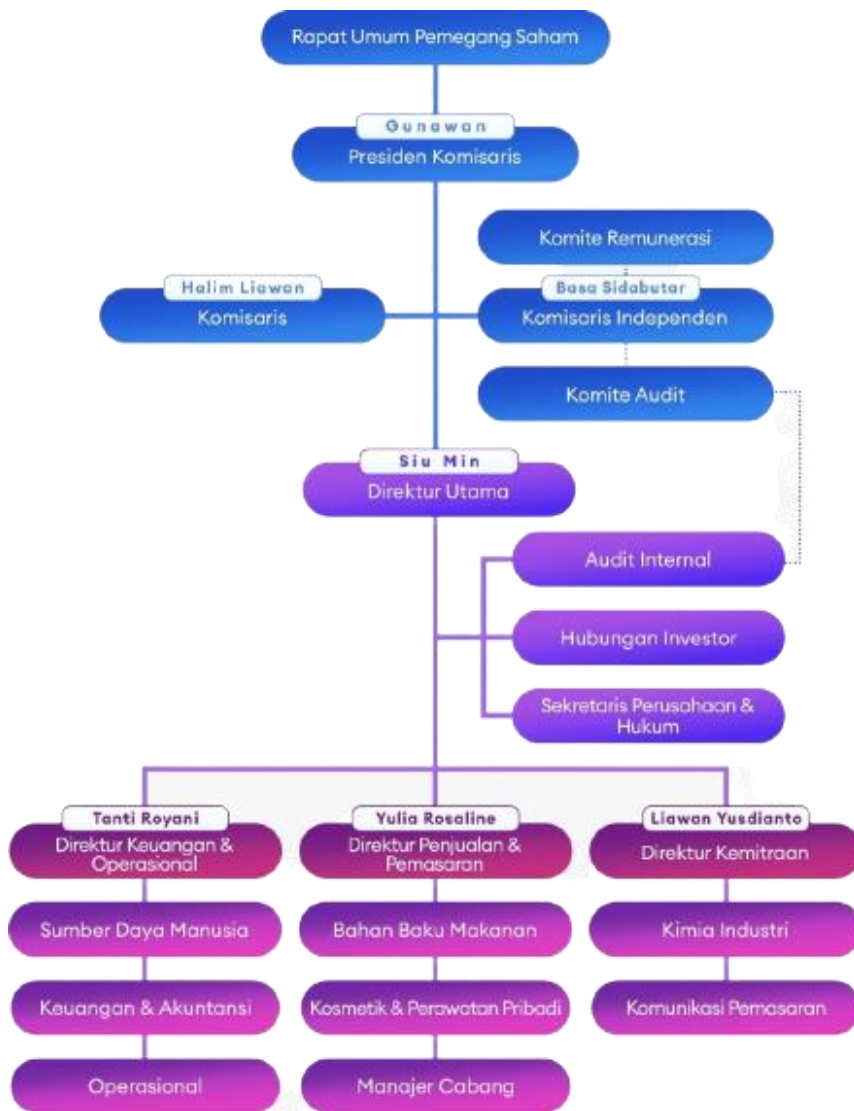 Rapat Umum Pemegang Saham
Gunawan
Presiden Komisaris
Komite Remunerasi
Halim Liawan
Komisaris
Basa Sidabutar
Komisaris Independen
Komite Audit
Siu Min
Direktur Utama
Audit Internal
Hubungan Investor
Sekretaris Perusahaan &
Hukum
Tanti Royani
Direktur Keuangan &
Operasional
Yulia Rosaline
Direktur Penjualan &
Pemasaran
Liawan Yusdianto
Direktur Kemitraan
Sumber Daya Manusia
Bahan Baku Makanan
Kimia Industri
Keuangan & Akuntansi
Kosmetik & Perawatan Pribadi
Komunikasi Pemasaran
Operasional
Manajer Cabang